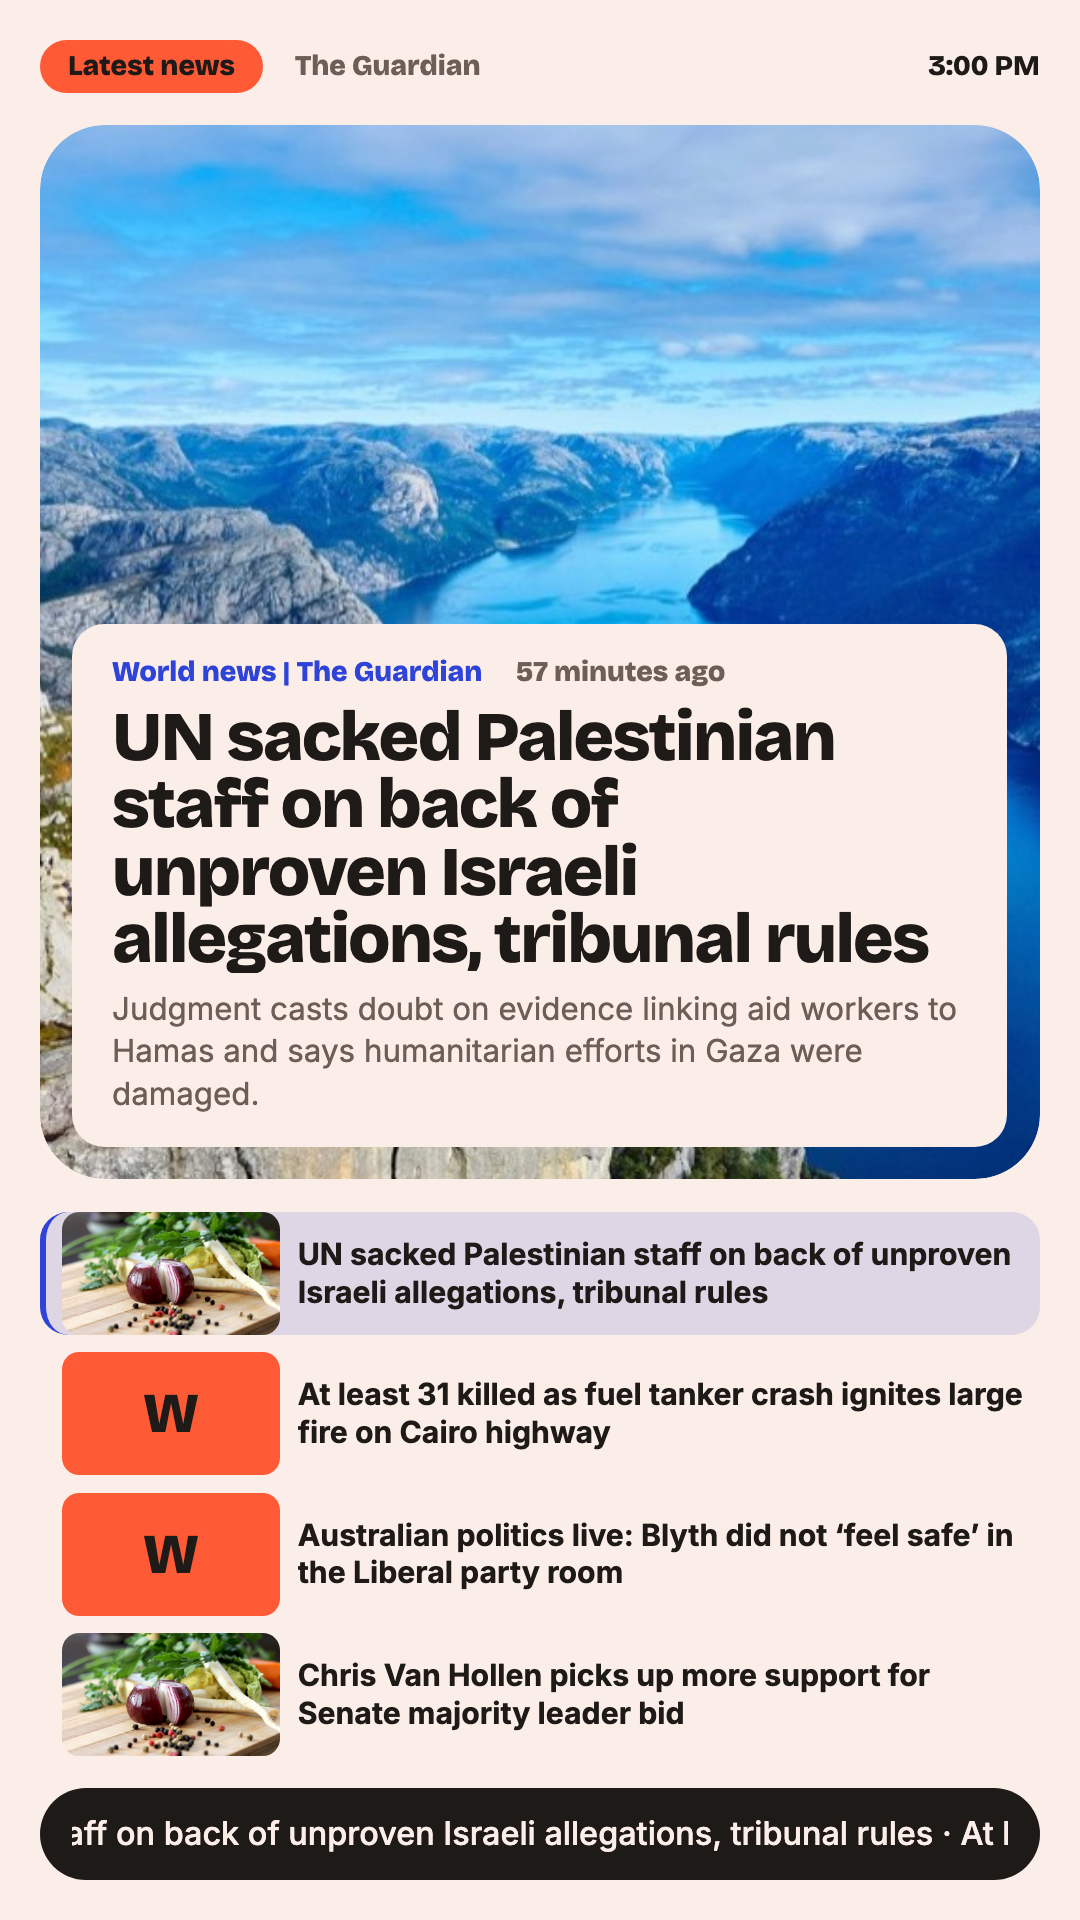 Latest news
The Guardian
3:00 PM
World news | The Guardian
57 minutes ago
UN sacked Palestinian
staff on back of
unproven Israeli
allegations, tribunal rules
Judgment casts doubt on evidence linking aid workers to
Hamas and says humanitarian efforts in Gaza were
damaged.
UN sacked Palestinian staff on back of unproven
Israeli allegations, tribunal rules
W
At least 31 killed as fuel tanker crash ignites large
fire on Cairo highway
W
Australian politics live: Blyth did not ‘feel safe’ in
the Liberal party room
Chris Van Hollen picks up more support for
Senate majority leader bid
aff on back of unproven Israeli allegations, tribunal rules · At